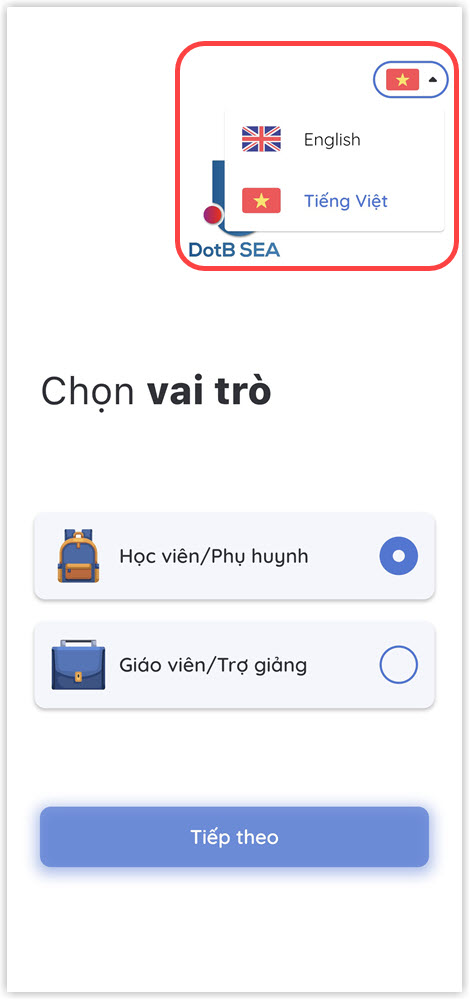 English
Tiếng Việt
DotB SEA
Chọn vai trò
Học viên/Phụ huynh
Giáo viên/Trợ giảng
Tiếp theo